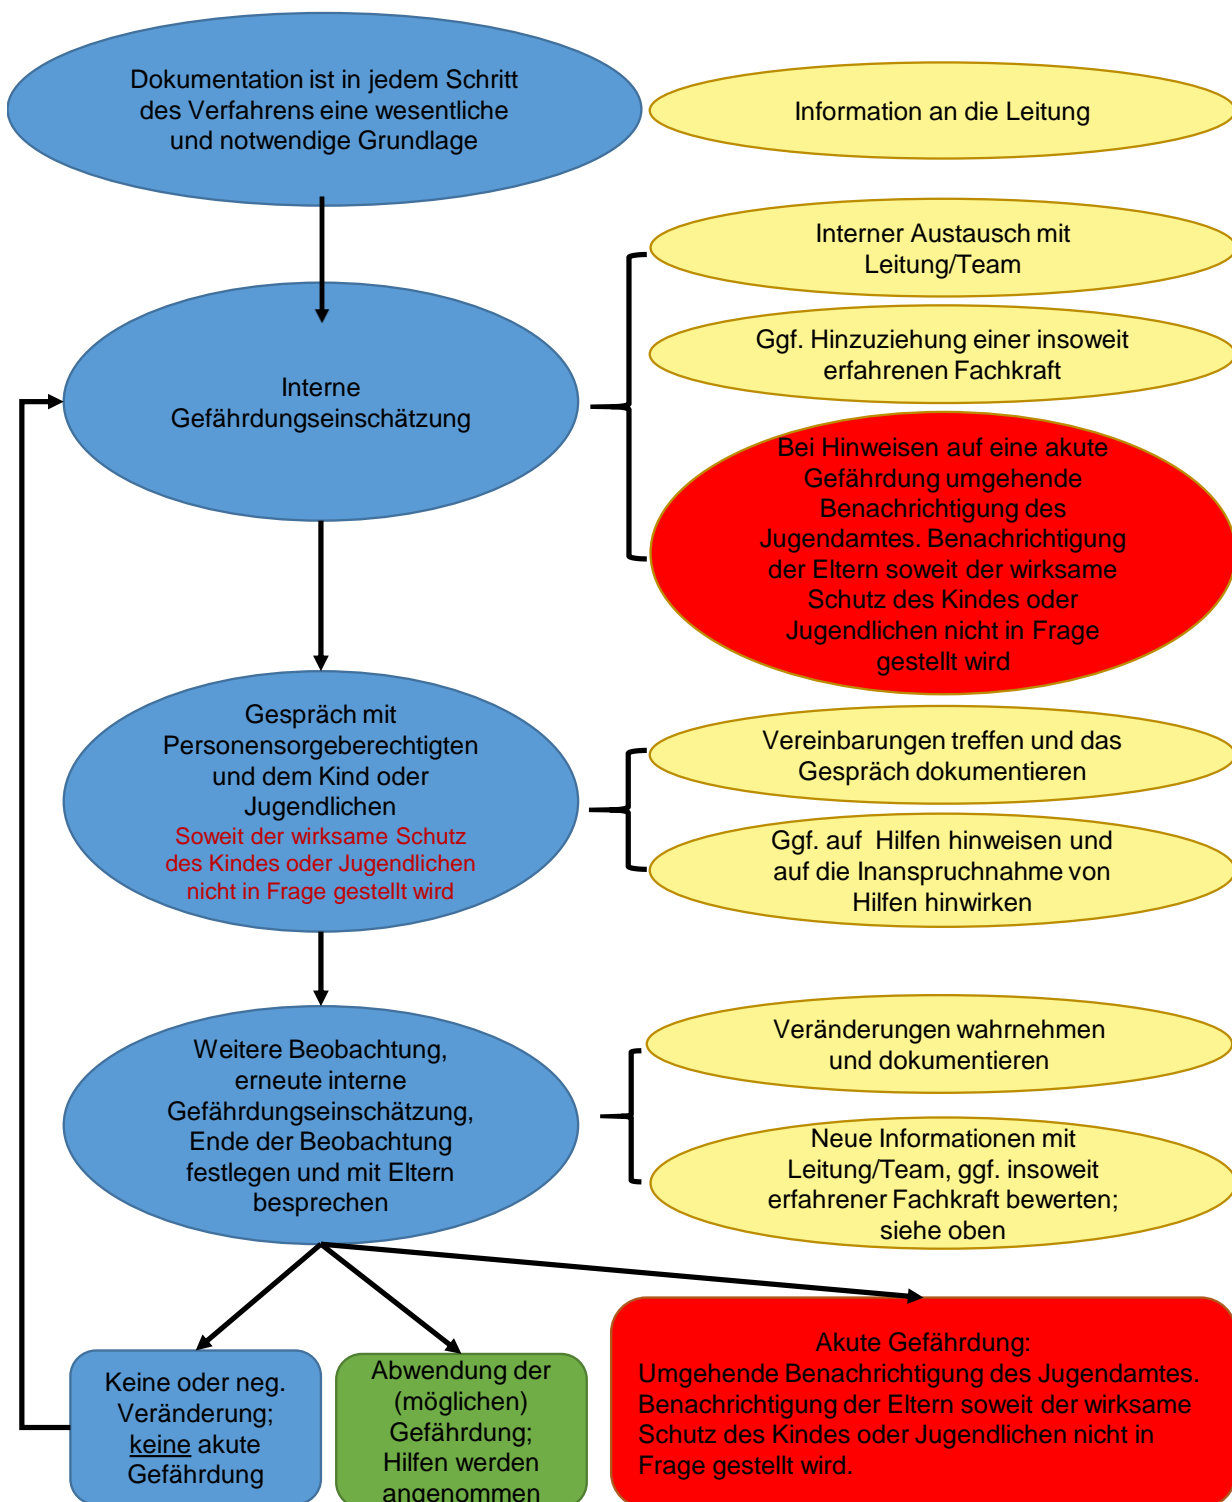 Dokumentation ist in jedem Schritt
des Verfahrens eine wesentliche
und notwendige Grundlage
Information an die Leitung
Interne
Gefährdungseinschätzung
Interner Austausch mit
Leitung/Team
Ggf. Hinzuziehung einer insoweit
erfahrenen Fachkraft
Bei Hinweisen auf eine akute
Gefährdung umgehende
Benachrichtigung des
Jugendamtes. Benachrichtigung
der Eltern soweit der wirksame
Schutz des Kindes oder
Jugendlichen nicht in Frage
gestellt wird
Gespräch mit
Personensorgeberechtigten
und dem Kind oder
Jugendlichen
Soweit der wirksame Schutz
des Kindes oder Jugendlichen
nicht in Frage gestellt wird
Vereinbarungen treffen und das
Gespräch dokumentieren
Ggf. auf  Hilfen hinweisen und
auf die Inanspruchnahme von
Hilfen hinwirken
Weitere Beobachtung,
erneute interne
Gefährdungseinschätzung,
Ende der Beobachtung
festlegen und mit Eltern
besprechen
Veränderungen wahrnehmen
und dokumentieren
Neue Informationen mit
Leitung/Team, ggf. insoweit
erfahrener Fachkraft bewerten;
siehe oben
Keine oder neg.
Veränderung;
keine akute
Gefährdung
Abwendung der
(möglichen)
Gefährdung;
Hilfen werden
angenommen
Akute Gefährdung:
Umgehende Benachrichtigung des Jugendamtes.
Benachrichtigung der Eltern soweit der wirksame
Schutz des Kindes oder Jugendlichen nicht in
Frage gestellt wird.